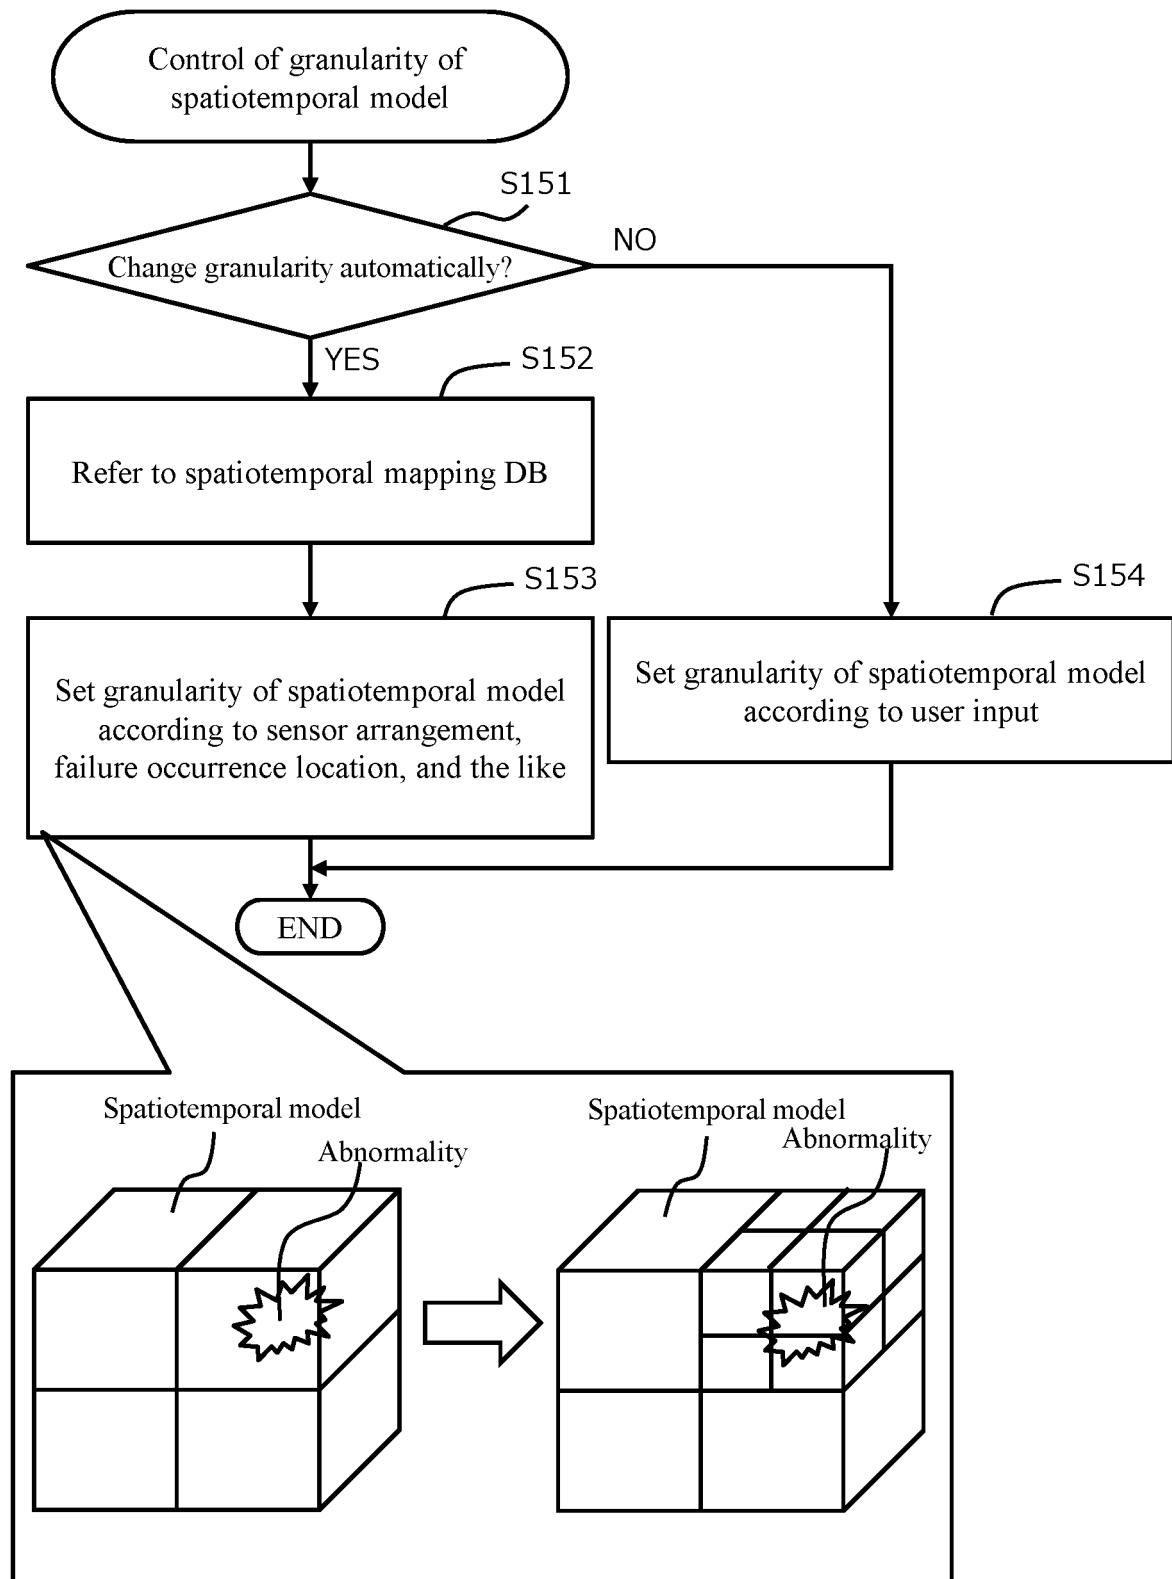 Control of granularity of
spatiotemporal model
S151
Change granularity automatically?
NO
YES
S152
Refer to spatiotemporal mapping DB
S153
Set granularity of spatiotemporal model
according to sensor arrangement,
failure occurrence location, and the like
S154
Set granularity of spatiotemporal model
according to user input
END
Spatiotemporal model
Abnormality
Spatiotemporal model
Abnormality